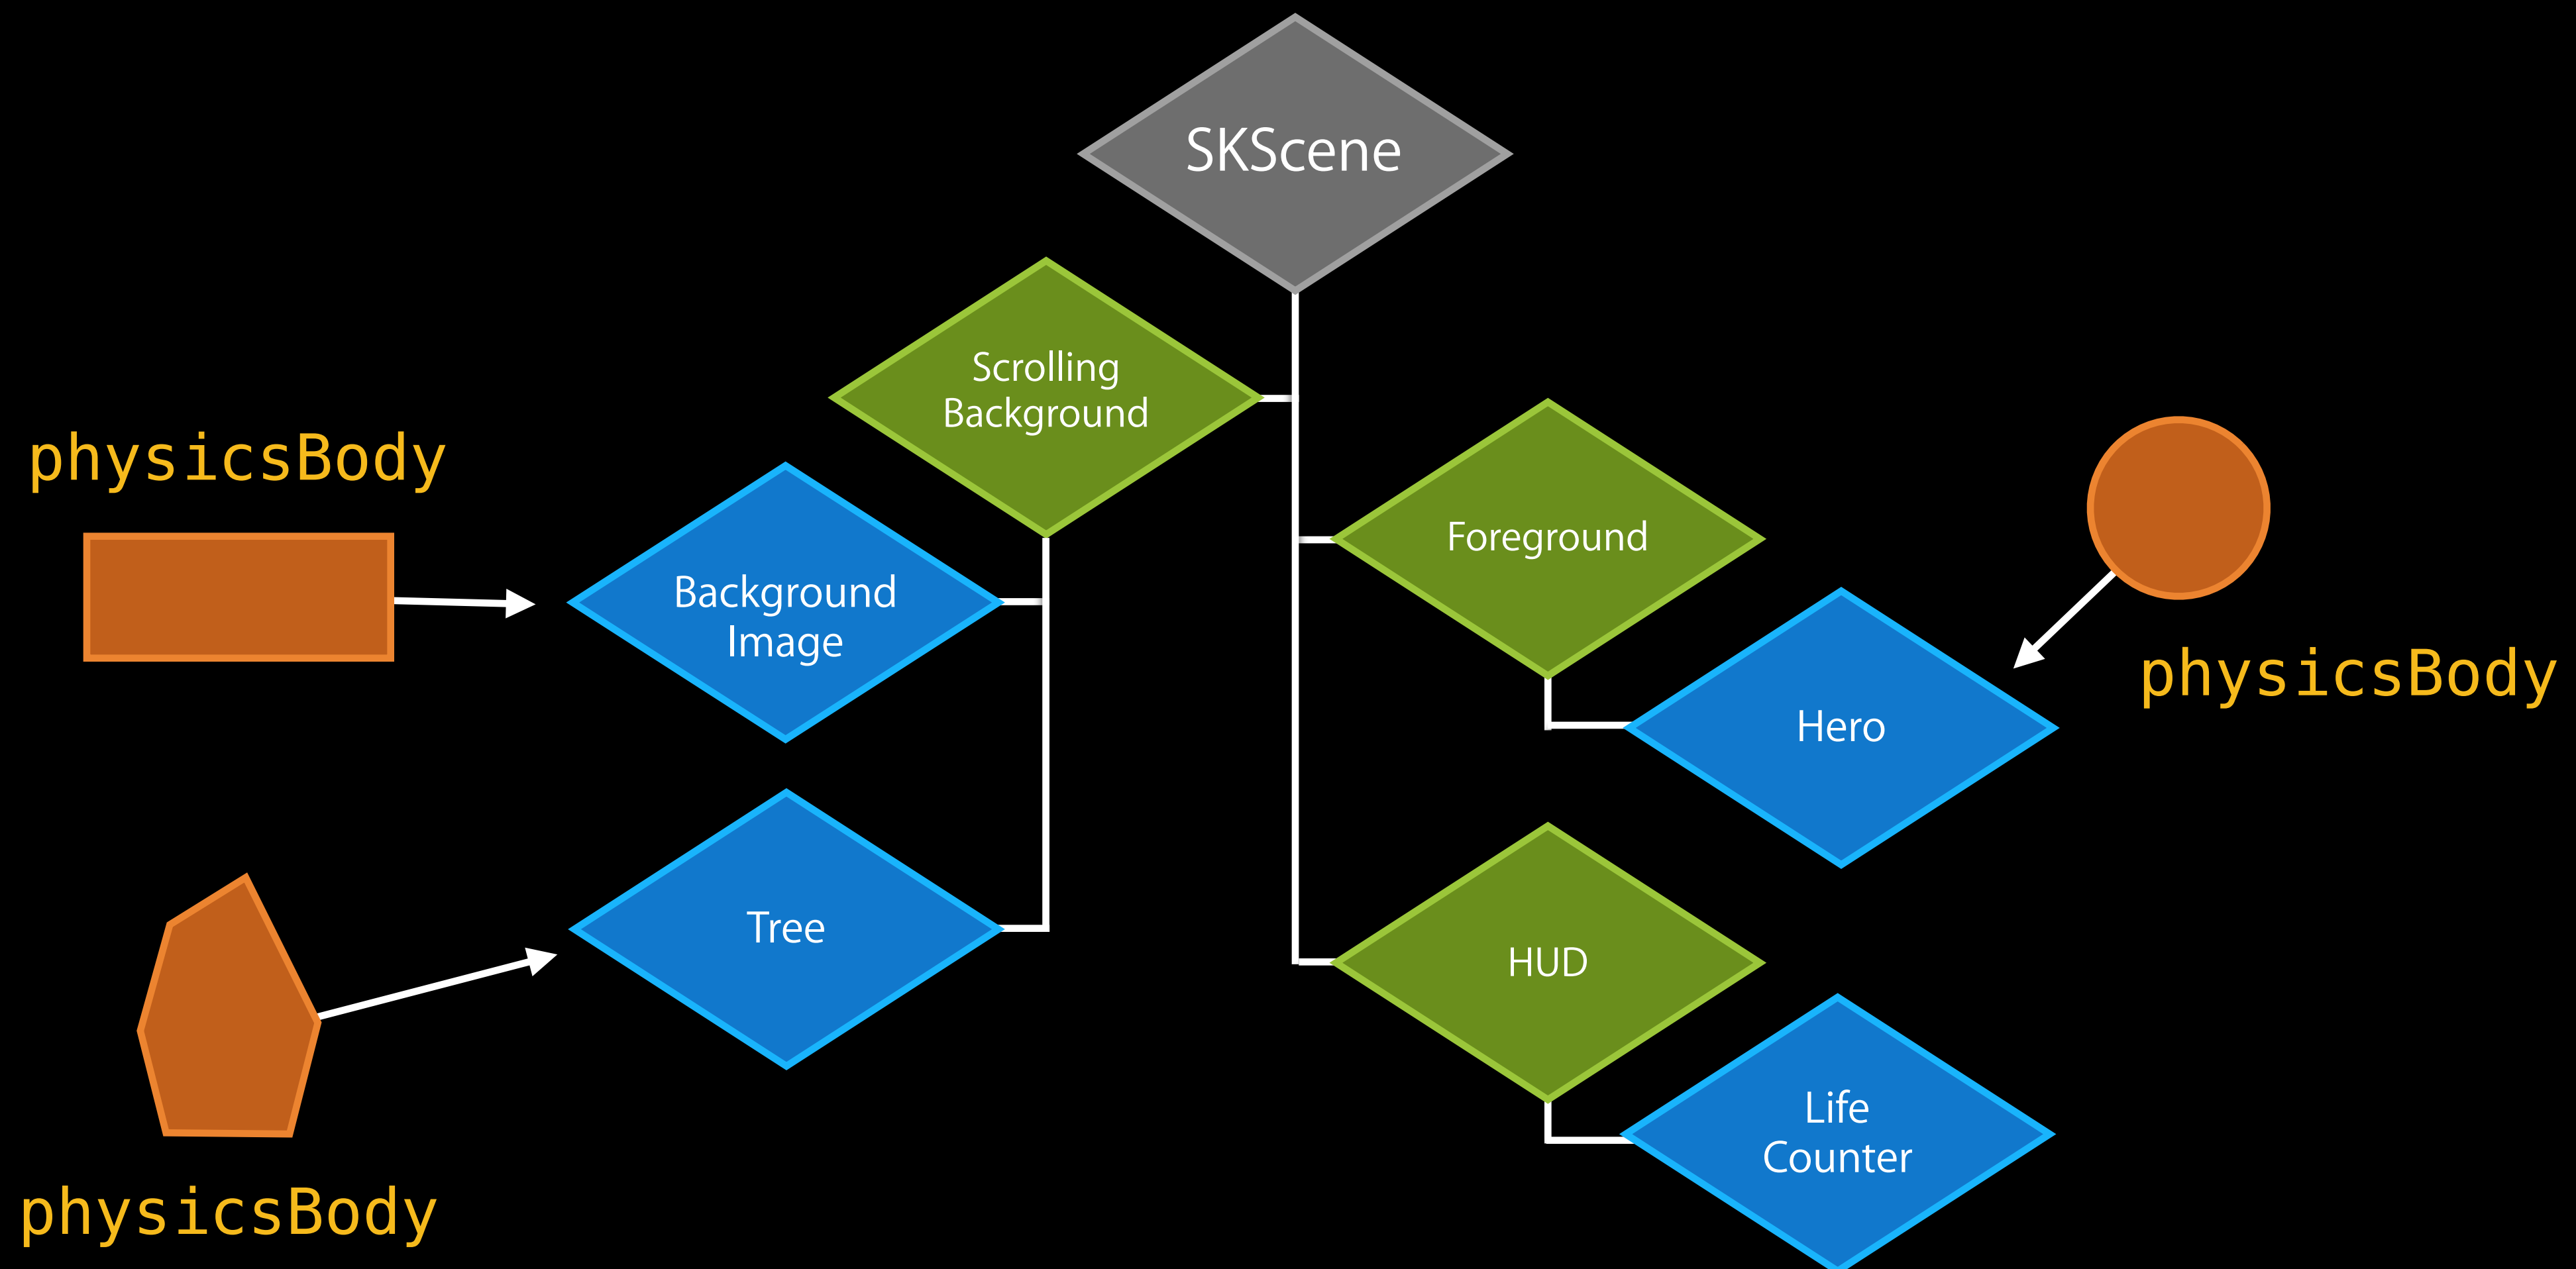 SKScene
Scrolling
Background
physicsBody
Background
Image
Foreground
physicsBody
Hero
Tree
HUD
Life
Counter
physicsBody